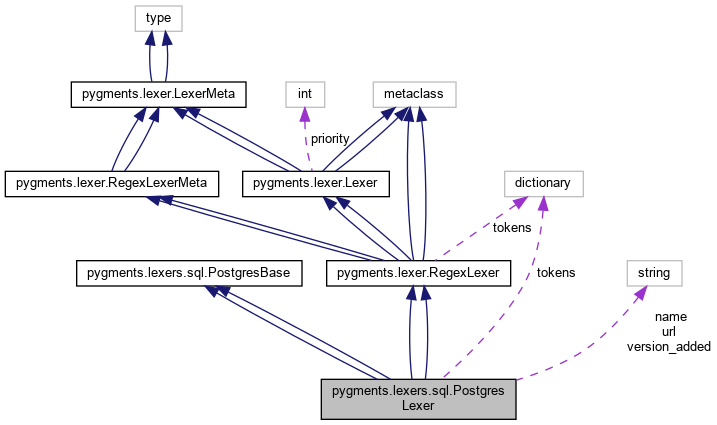 type
pygments.lexer.LexerMeta
int
metaclass
priority
pygments.lexer.RegexLexerMeta
pygments.lexer.Lexer
dictionary
tokens
pygments.lexers.sql.PostgresBase
pygments.lexer.RegexLexer
tokens
string
name
url
version_added
pygments.lexers.sql.Postgres
Lexer